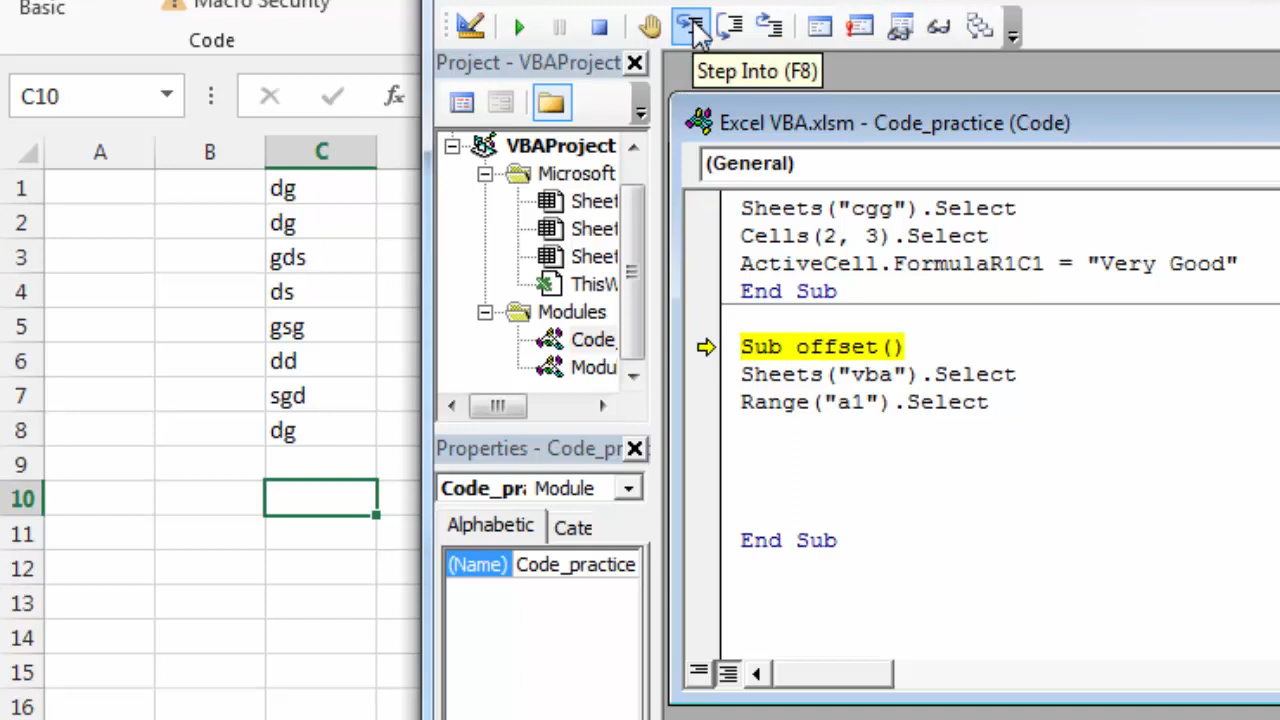 Basic
Macro Security
Code
C10
fx
A B C
1 dg
2 dg
3 gds
4 ds
5 gsg
6 dd
7 sgd
8 dg
9
10
11
12
13
14
15
16
Step Into (F8)
Project - VBAProject
VBAProject
Microsoft
Sheet
Sheet
Sheet
ThisW
Modules
Code_
Modu
Properties - Code_pr
Code_pr Module
Alphabetic Cate
(Name) Code_practice
Excel VBA.xlsm - Code_practice (Code)
(General)
Sheets("cgg").Select
Cells(2, 3).Select
ActiveCell.FormulaR1C1 = "Very Good"
End Sub
Sub offset()
Sheets("vba").Select
Range("a1").Select
End Sub